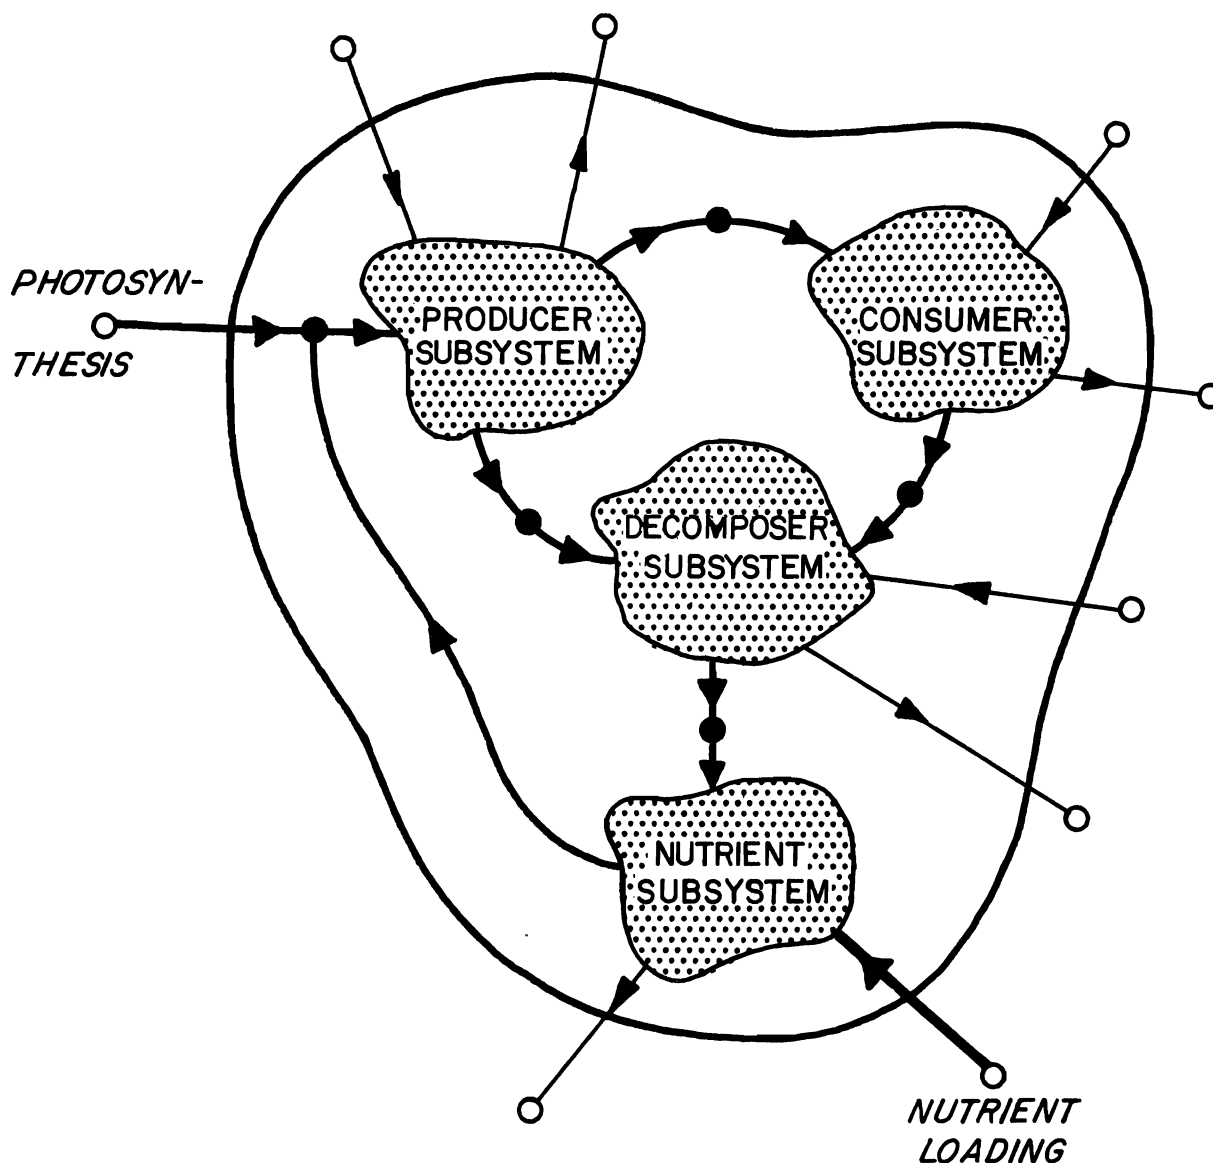 PHOTOSYN-
THESIS
PRODUCER
SUBSYSTEM
CONSUMER
SUBSYSTEM
DECOMPOSER
SUBSYSTEM
NUTRIENT
SUBSYSTEM
NUTRIENT
LOADING